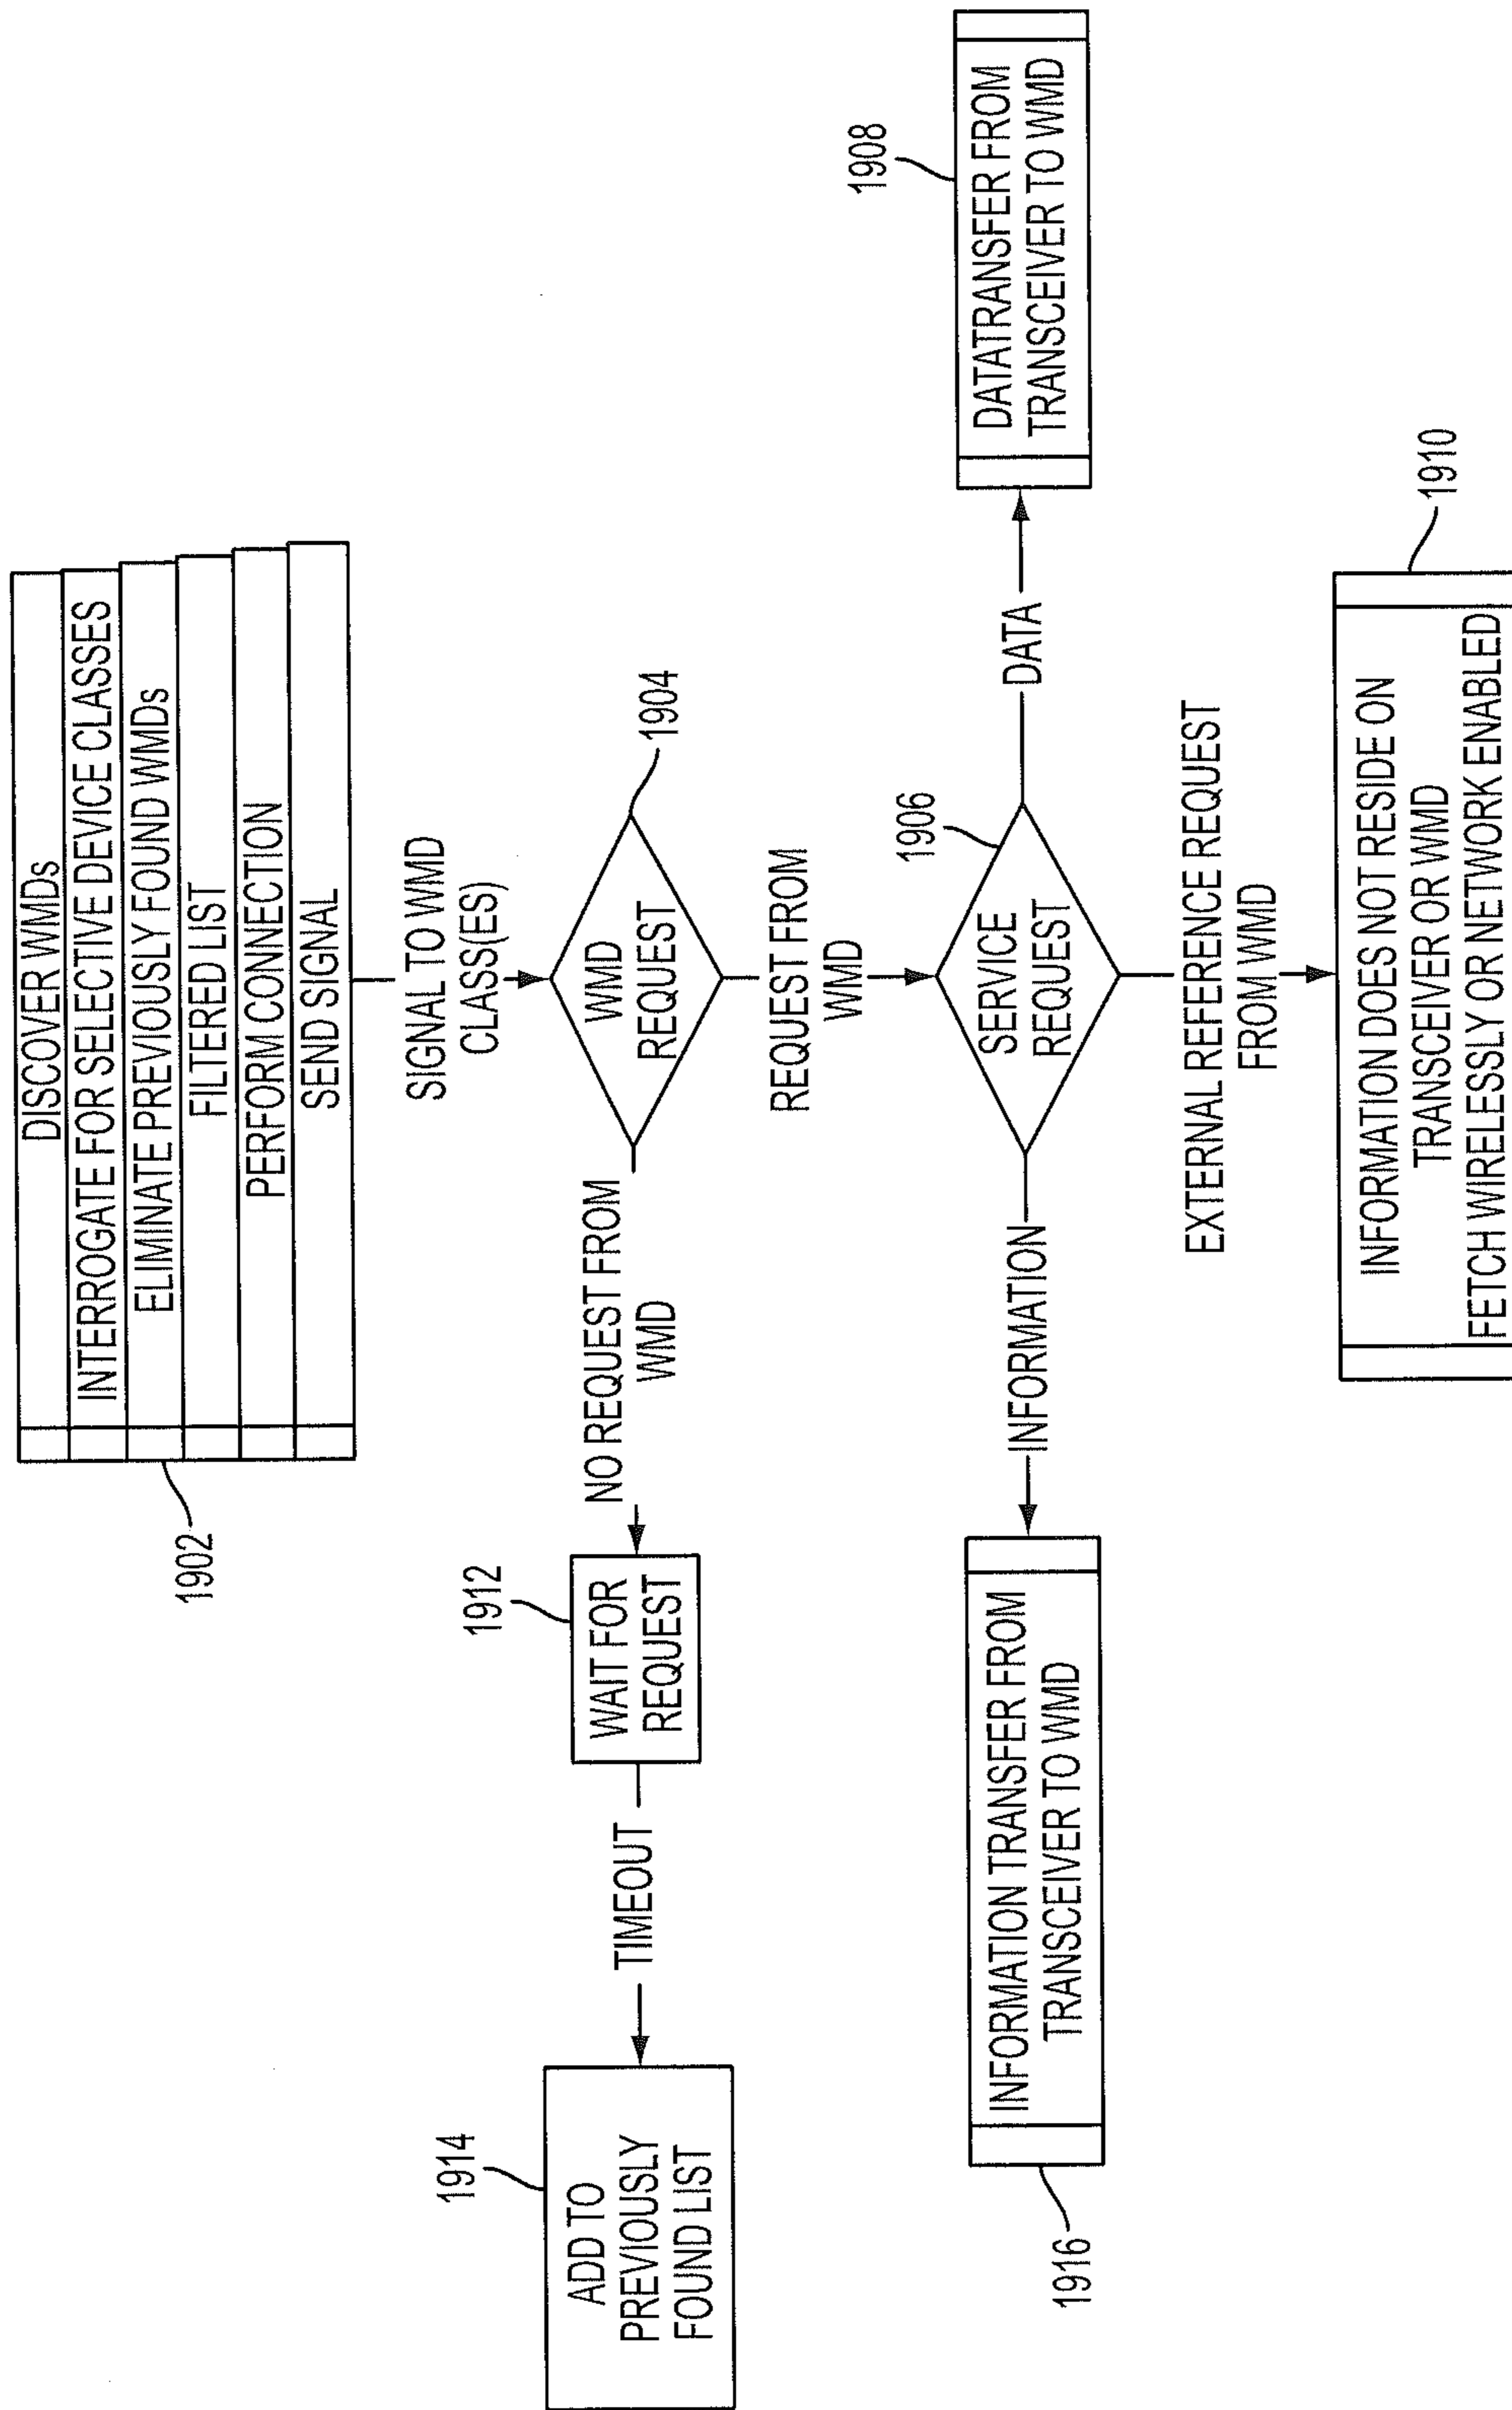 DISCOVER WMDs
INTERROGATE FOR SELECTIVE DEVICE CLASSES
ELIMINATE PREVIOUSLY FOUND WMDs
FILTERED LIST
PERFORM CONNECTION
SEND SIGNAL
1902
SIGNAL TO WMD
CLASS(ES)
1904
WMD
REQUEST
NO REQUEST FROM
WMD
1912
WAIT FOR
REQUEST
TIMEOUT
1914
ADD TO
PREVIOUSLY
FOUND LIST
REQUEST FROM
WMD
1906
SERVICE
REQUEST
INFORMATION
INFORMATION TRANSFER FROM
TRANSCEIVER TO WMD
1916
DATA
1908
DATATRANSFER FROM
TRANSCEIVER TO WMD
EXTERNAL REFERENCE REQUEST
FROM WMD
1910
INFORMATION DOES NOT RESIDE ON
TRANSCEIVER OR WMD
FETCH WIRELESSLY OR NETWORK ENABLED